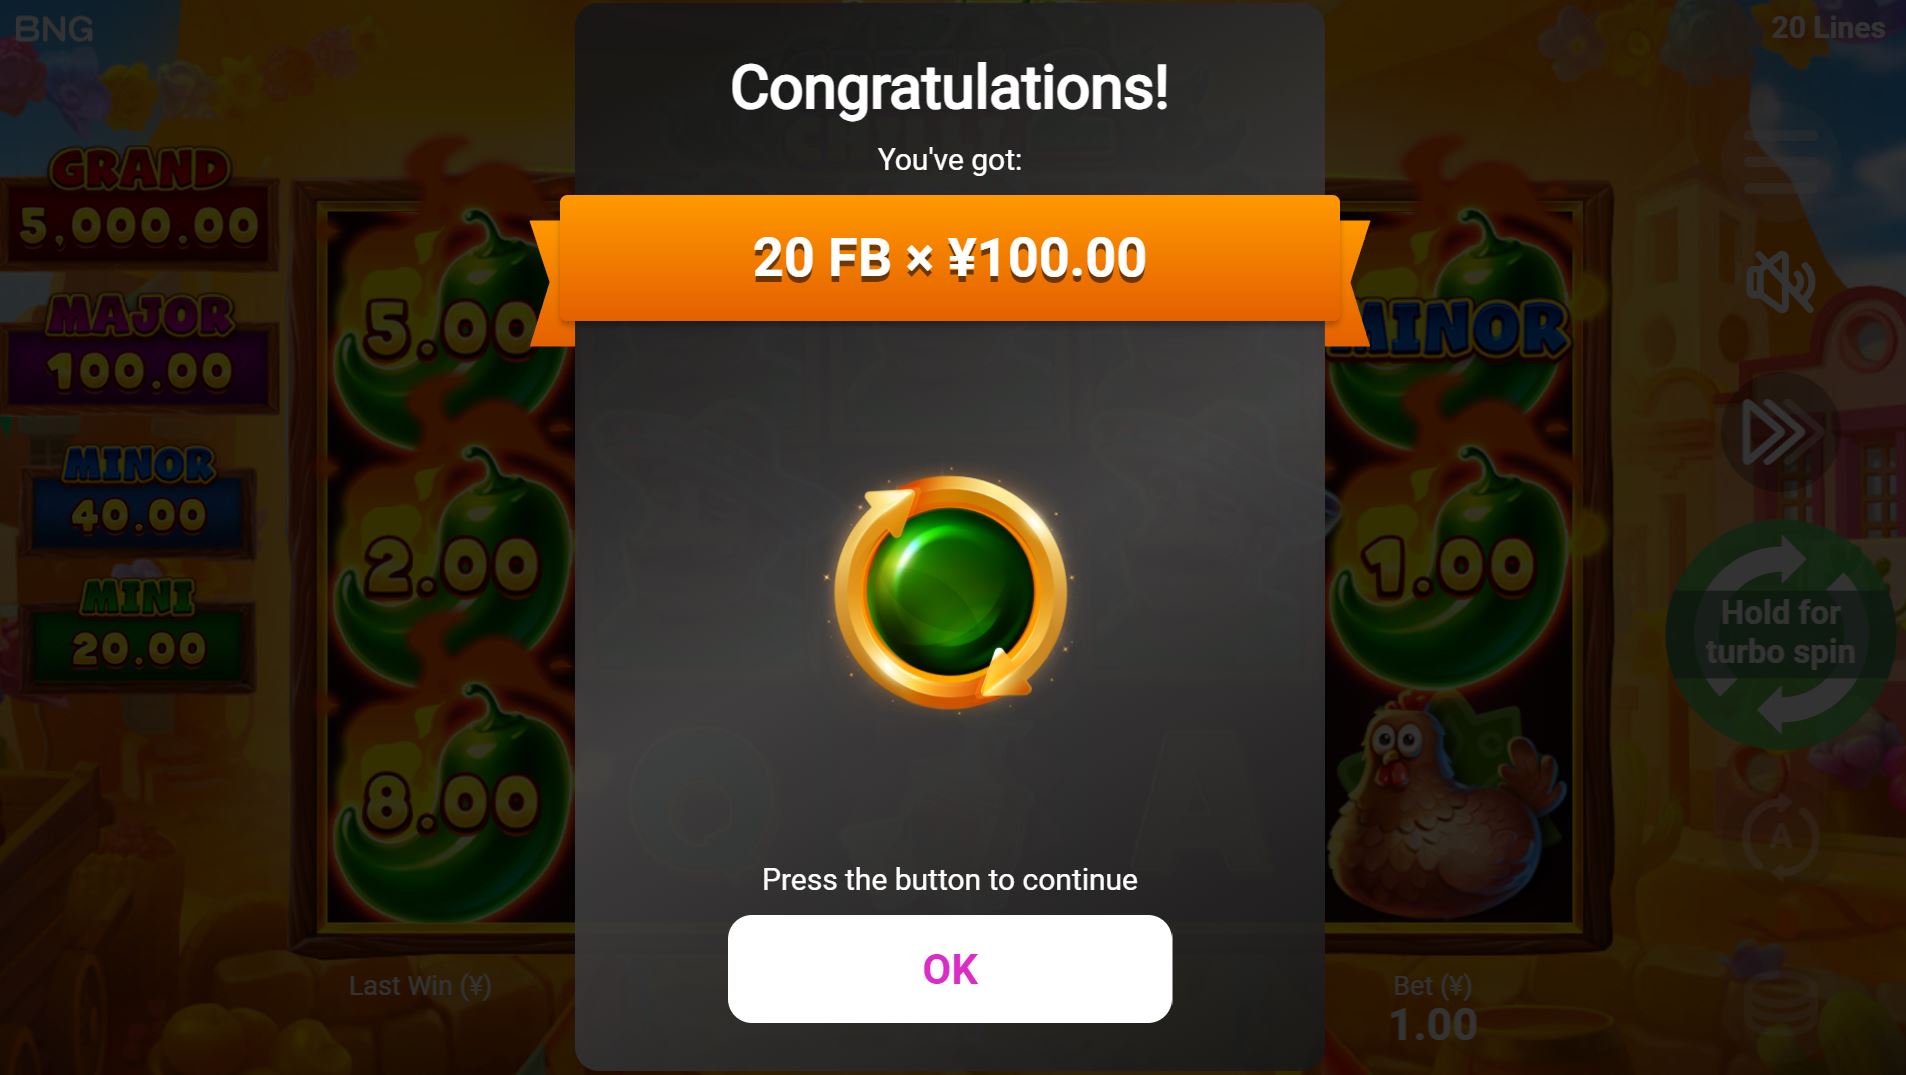 BNG
20 Lines
Congratulations!
You've got:
20 FB × ¥100.00
GRAND
5,000.00
MAJOR
100.00
MINOR
40.00
MINI
20.00
5.00
2.00
8.00
MINOR
1.00
Hold for
turbo spin
A
Q
A
Press the button to continue
OK
Last Win (¥)
Bet (¥)
1.00